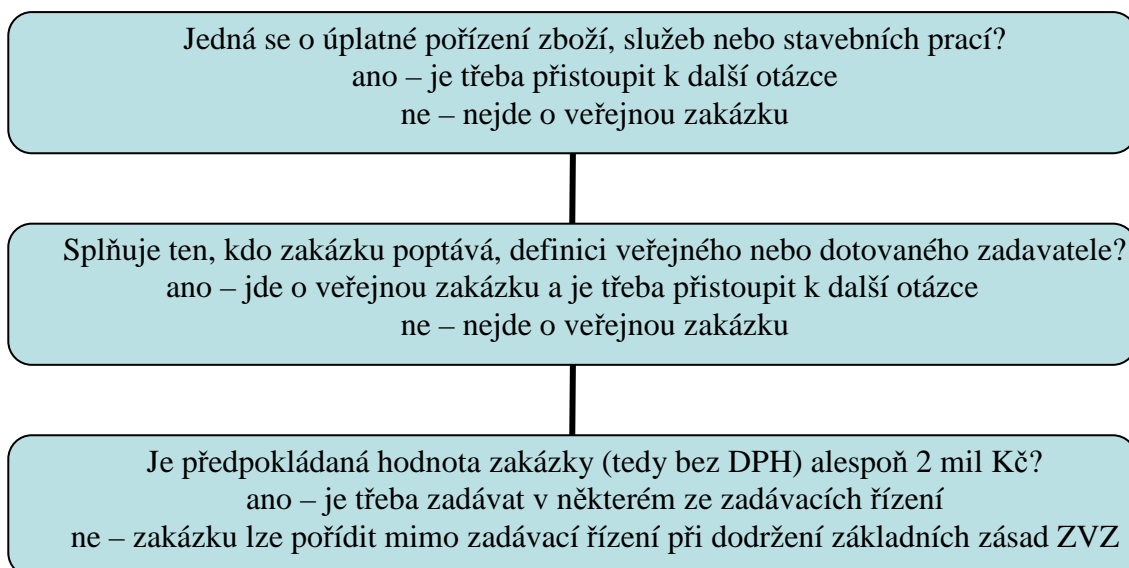 Jedná se o úplatné pořízení zboží, služeb nebo stavebních prací?
ano – je třeba přistoupit k další otázce
ne – nejde o veřejnou zakázku
Splňuje ten, kdo zakázku poptává, definici veřejného nebo dotovaného zadavatele?
ano – jde o veřejnou zakázku a je třeba přistoupit k další otázce
ne – nejde o veřejnou zakázku
Je předpokládaná hodnota zakázky (tedy bez DPH) alespoň 2 mil Kč?
ano – je třeba zadávat v některém ze zadávacích řízení
ne – zakázku lze pořídit mimo zadávací řízení při dodržení základních zásad ZVZ